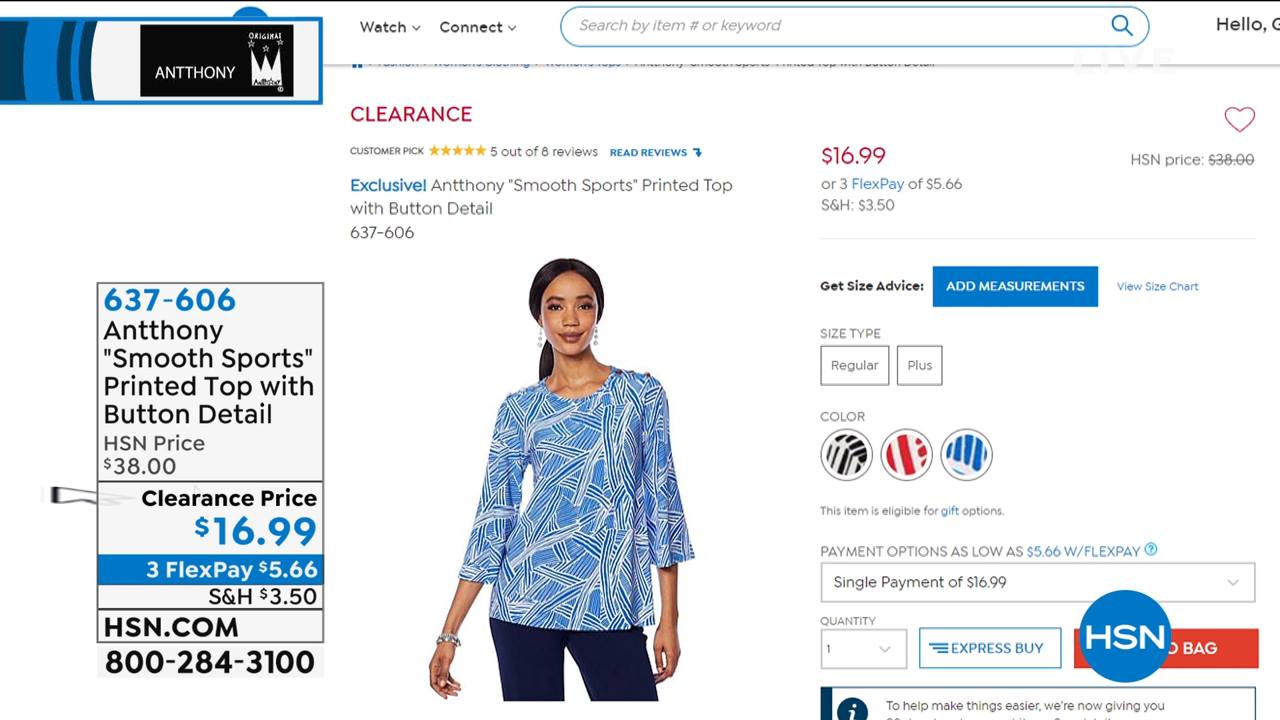 Watch
Connect
Search by item # or keyword
Hello, G
ORIGINAL
ANTTHONY
LIVE
CLEARANCE
CUSTOMER PICK
5 out of 8 reviews
READ REVIEWS
$16.99
HSN price: $38.00
Exclusive! Antthony "Smooth Sports" Printed Top
with Button Detail
637-606
or 3 FlexPay of $5.66
S&H: $3.50
Get Size Advice:
ADD MEASUREMENTS
View Size Chart
SIZE TYPE
Regular
Plus
COLOR
This item is eligible for gift options.
PAYMENT OPTIONS AS LOW AS $5.66 W/FLEXPAY
Single Payment of $16.99
QUANTITY
1
EXPRESS BUY
HSN
O BAG
To help make things easier, we're now giving you
637-606
Antthony
"Smooth Sports"
Printed Top with
Button Detail
HSN Price
$38.00
Clearance Price
$16.99
3 FlexPay $5.66
S&H $3.50
HSN.COM
800-284-3100